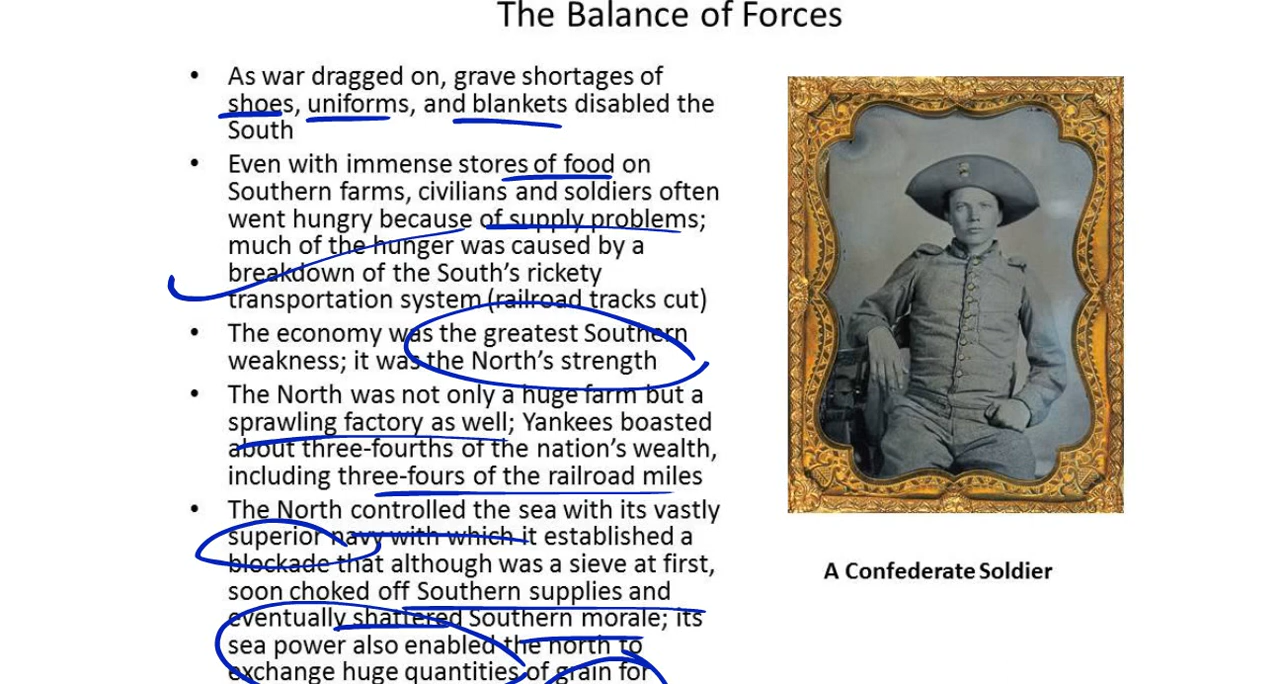 The Balance of Forces
• As war dragged on, grave shortages of
shoes, uniforms, and blankets disabled the
South
• Even with immense stores of food on
Southern farms, civilians and soldiers often
went hungry because of supply problems;
much of the hunger was caused by a
breakdown of the South's rickety
transportation system (railroad tracks cut)
• The economy was the greatest Southern
weakness; it was the North's strength
• The North was not only a huge farm but a
sprawling factory as well; Yankees boasted
about three-fourths of the nation's wealth,
including three-fours of the railroad miles
• The North controlled the sea with its vastly
superior navy with which it established a
blockade that although was a sieve at first,
soon choked off Southern supplies and
eventually shattered Southern morale; its
sea power also enabled the north to
exchange huge quantities of grain for
A Confederate Soldier